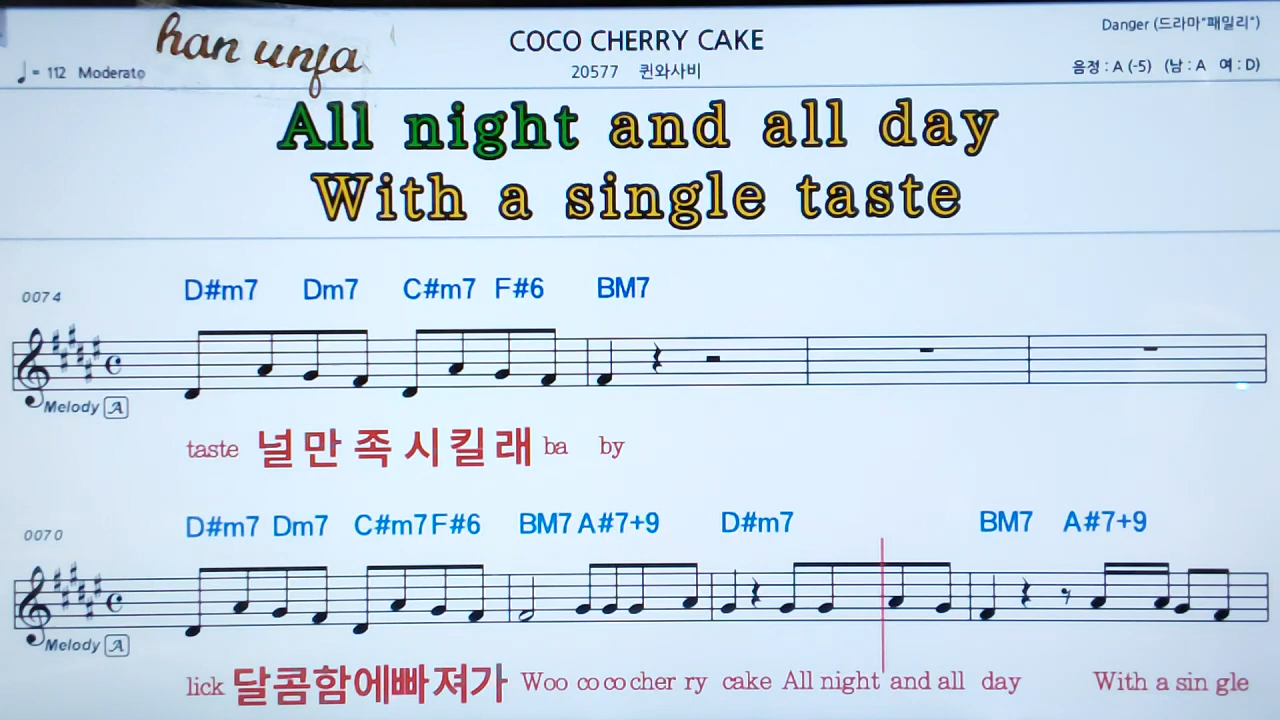 han unja
COCO CHERRY CAKE
Danger (드라마"패밀리")
♩= 112 Moderato
20577 퀸와사비
음정 : A (-5) (남 : A 여 : D)
All night and all day
With a single taste
0074
D#m7 Dm7 C#m7 F#6 BM7
Melody A
taste 널 만 족 시 킬 래 ba by
0070
D#m7 Dm7 C#m7 F#6 BM7 A#7+9 D#m7 BM7 A#7+9
Melody A
lick 달콤함에빠져가 Woo co co cher ry cake All night and all day With a sin gle